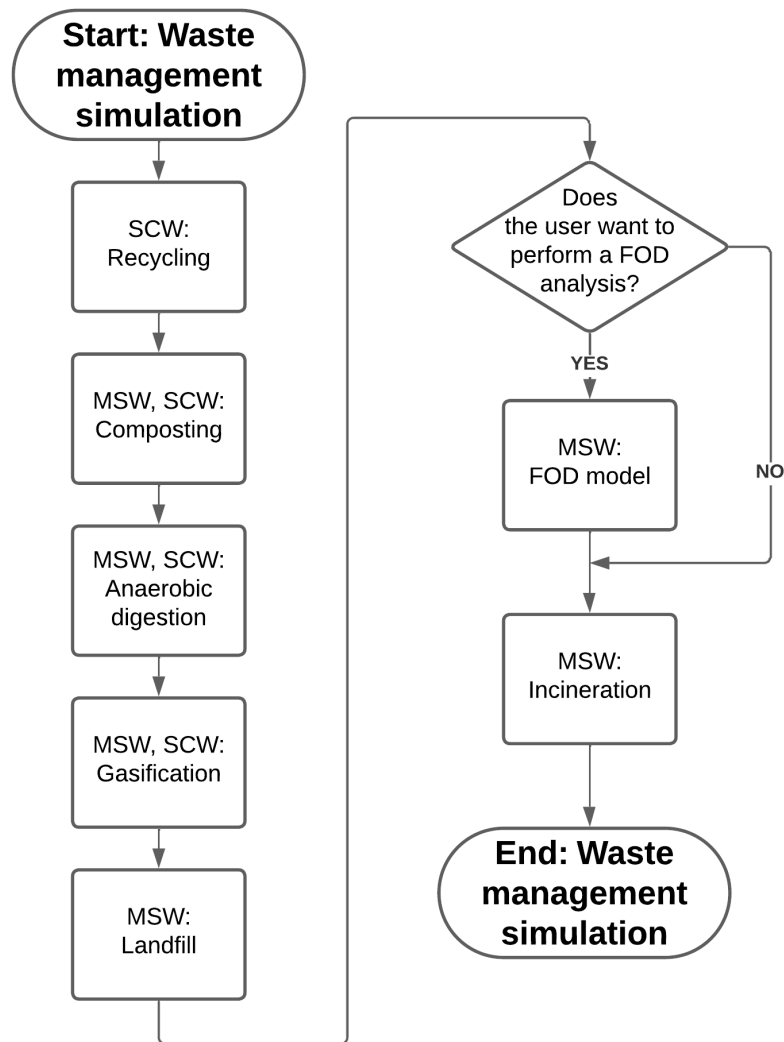 Start: Waste
management
simulation
SCW:
Recycling
MSW, SCW:
Composting
MSW, SCW:
Anaerobic
digestion
MSW, SCW:
Gasification
MSW:
Landfill
Does
the user want to
perform a FOD
analysis?
YES
NO
MSW:
FOD model
MSW:
Incineration
End: Waste
management
simulation